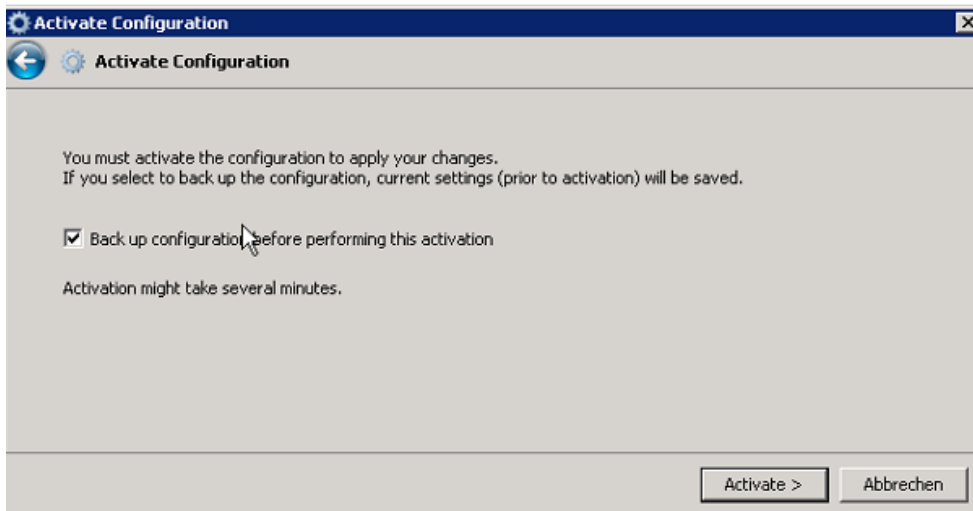 Activate Configuration
Activate Configuration
You must activate the configuration to apply your changes.
If you select to back up the configuration, current settings (prior to activation) will be saved.
Back up configuration before performing this activation
Activation might take several minutes.
Activate >
Abbrechen